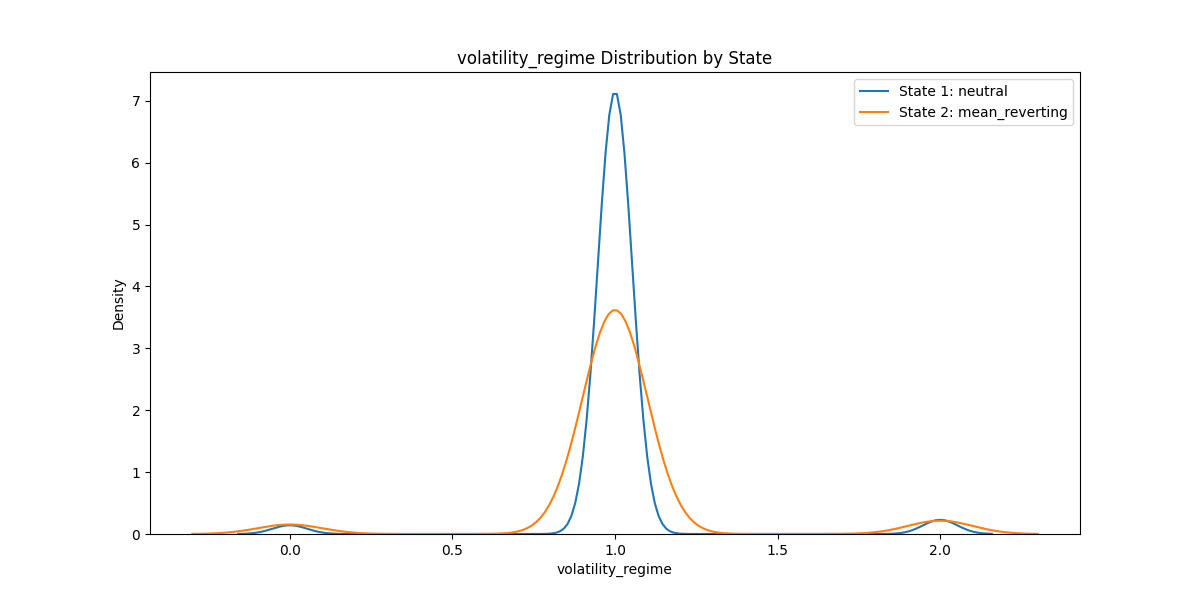 volatility_regime Distribution by State
State 1: neutral
State 2: mean_reverting
Density
7
6
5
4
3
2
1
0
0.0 0.5 1.0 1.5 2.0
volatility_regime